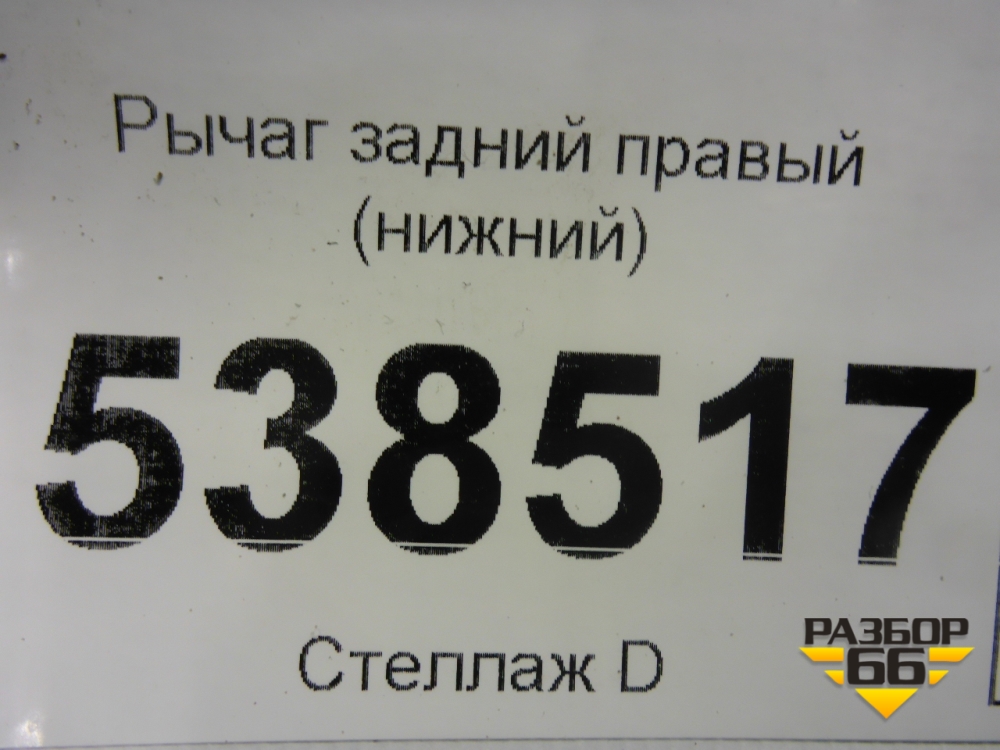 Рычаг задний правый
(нижний)
538517
Стеллаж D
РАЗБОР
66